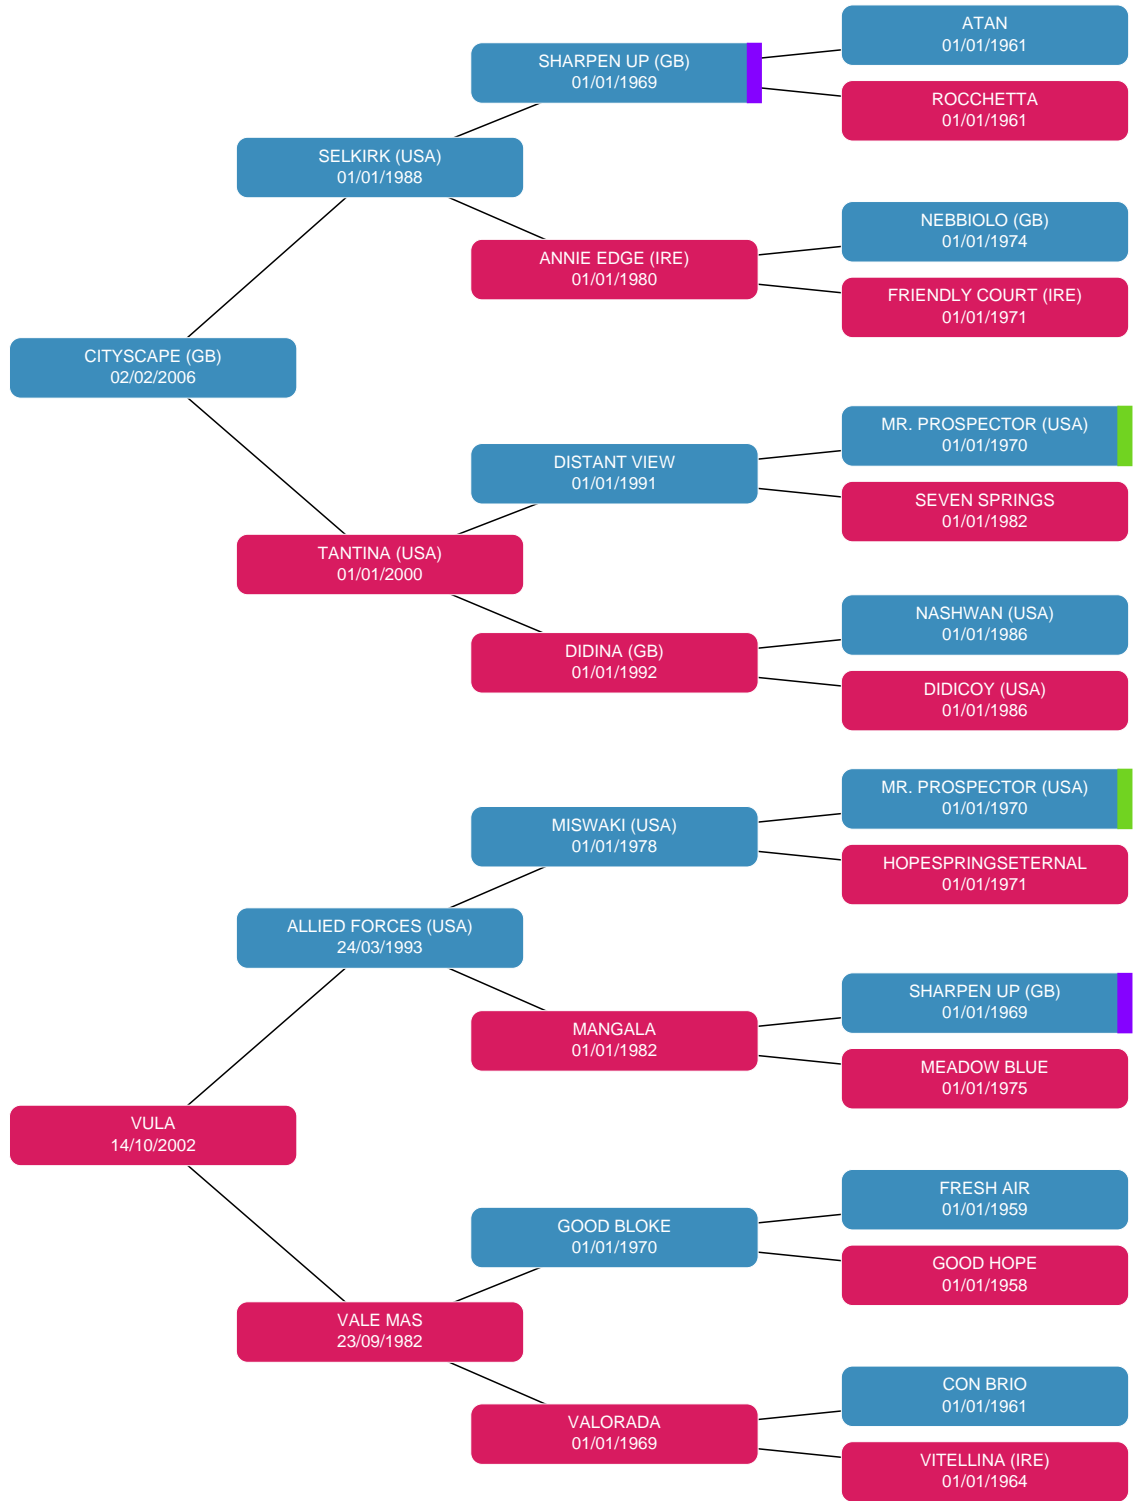 ATAN
01/01/1961
SHARPEN UP (GB)
01/01/1969
ROCCHETTA
01/01/1961
SELKIRK (USA)
01/01/1988
NEBBIOLO (GB)
01/01/1974
ANNIE EDGE (IRE)
01/01/1980
FRIENDLY COURT (IRE)
01/01/1971
CITYSCAPE (GB)
02/02/2006
MR. PROSPECTOR (USA)
01/01/1970
DISTANT VIEW
01/01/1991
SEVEN SPRINGS
01/01/1982
TANTINA (USA)
01/01/2000
NASHWAN (USA)
01/01/1986
DIDINA (GB)
01/01/1992
DIDICOY (USA)
01/01/1986
MR. PROSPECTOR (USA)
01/01/1970
MISWAKI (USA)
01/01/1978
HOPESPRINGSETERNAL
01/01/1971
ALLIED FORCES (USA)
24/03/1993
SHARPEN UP (GB)
01/01/1969
MANGALA
01/01/1982
MEADOW BLUE
01/01/1975
VULA
14/10/2002
FRESH AIR
01/01/1959
GOOD BLOKE
01/01/1970
GOOD HOPE
01/01/1958
VALE MAS
23/09/1982
CON BRIO
01/01/1961
VALORADA
01/01/1969
VITELLINA (IRE)
01/01/1964